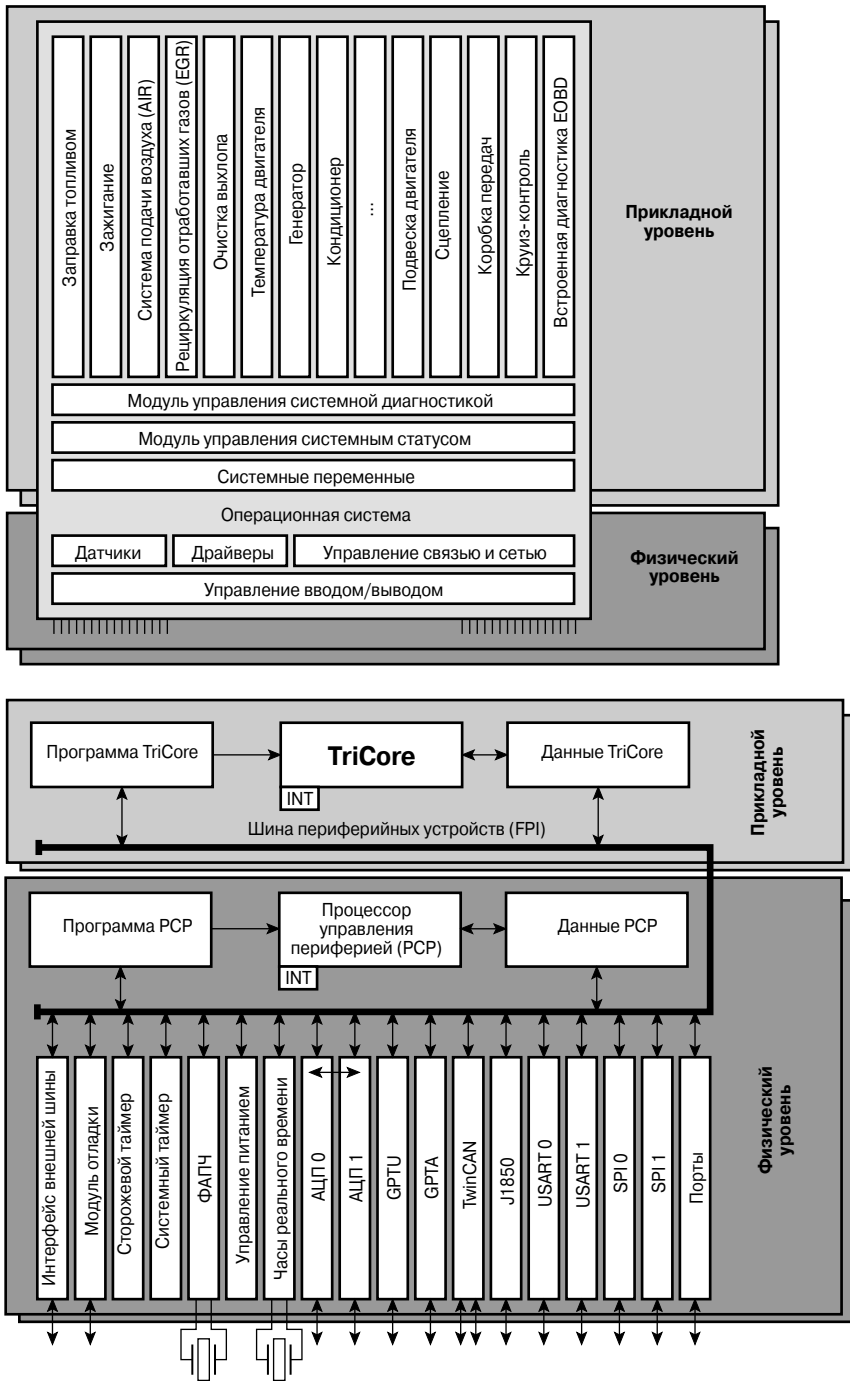 Заправка топливом
Зажигание
Система подачи воздуха (AIR)
Рециркуляция отработавших газов (EGR)
Очистка выхлопа
Температура двигателя
Генератор
Кондиционер
...
Подвеска двигателя
Сцепление
Коробка передач
Круиз-контроль
Встроенная диагностика EOBD
Прикладной
уровень
Модуль управления системной диагностикой
Модуль управления системным статусом
Системные переменные
Операционная система
Датчики
Драйверы
Управление связью и сетью
Управление вводом/выводом
Физический
уровень
Программа TriCore
TriCore
INT
Данные TriCore
Прикладной
уровень
Шина периферийных устройств (FPI)
Программа PCP
Процессор
управления
периферией (PCP)
INT
Данные PCP
Интерфейс внешней шины
Модуль отладки
Сторожевой таймер
Системный таймер
ФАПЧ
Управление питанием
Часы реального времени
АЦП 0
АЦП 1
GPTU
GPTA
TwinCAN
J1850
USART 0
USART 1
SPI 0
SPI 1
Порты
Физический
уровень